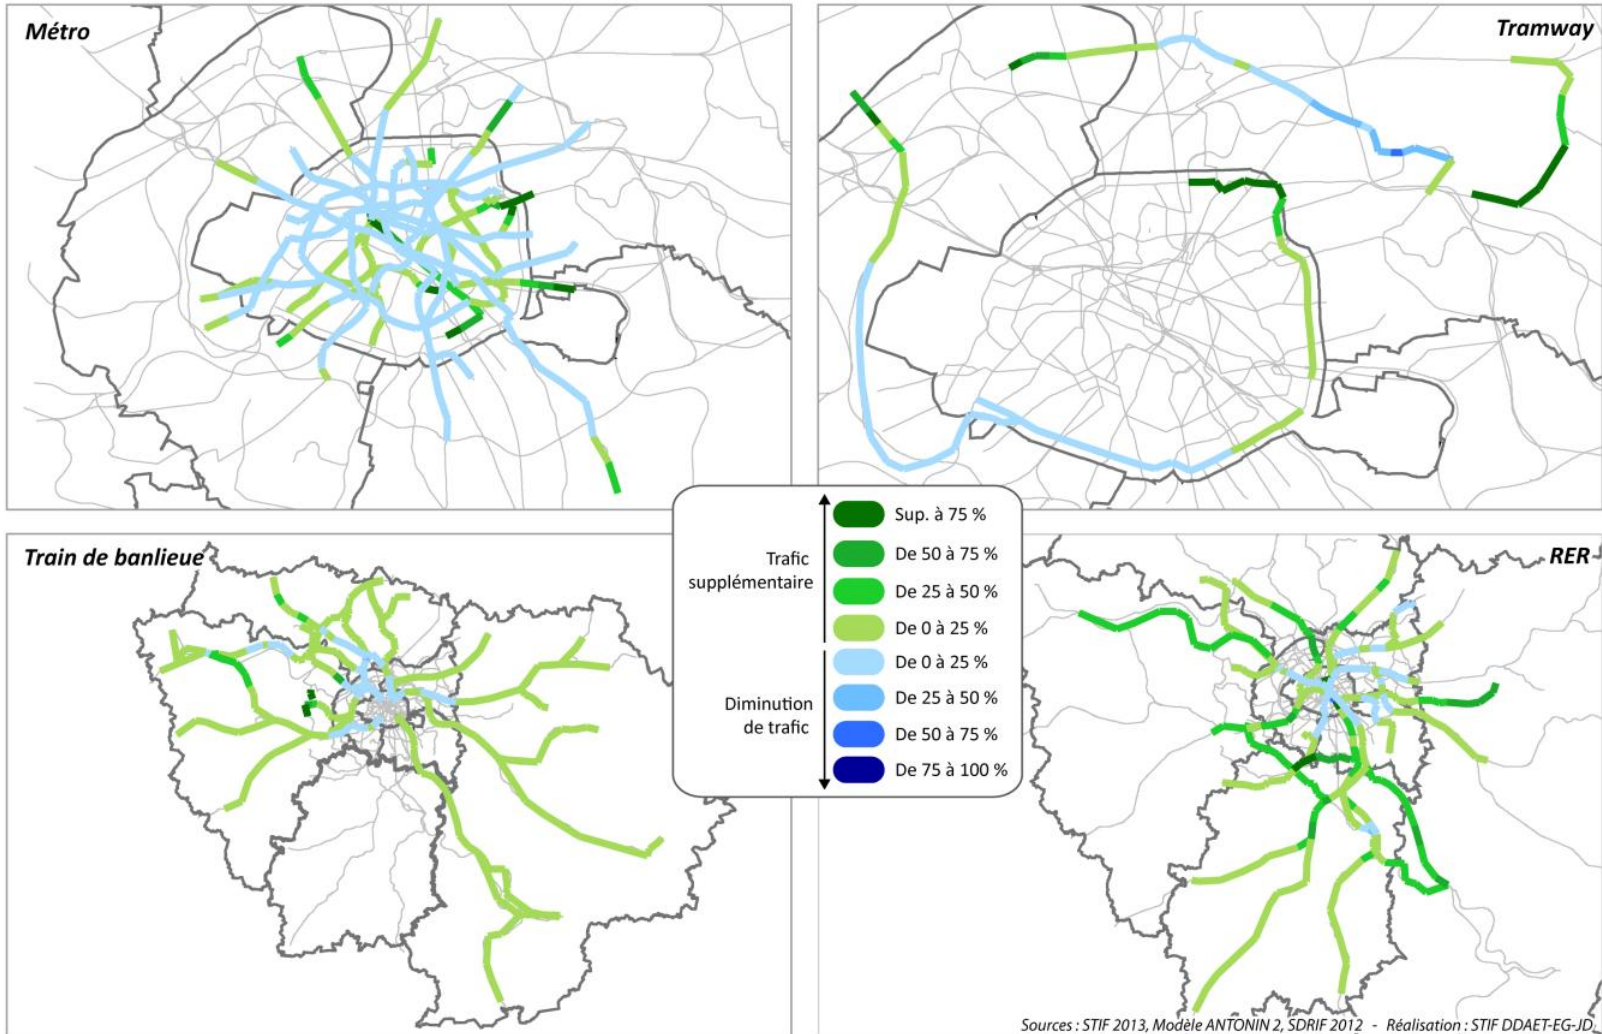 Métro
Tramway
Train de banlieue
RER
Trafic
supplémentaire
Sup. à 75 %
De 50 à 75 %
De 25 à 50 %
De 0 à 25 %
Diminution
de trafic
De 0 à 25 %
De 25 à 50 %
De 50 à 75 %
De 75 à 100 %
Sources : STIF 2013, Modèle ANTONIN 2, SDRIF 2012 - Réalisation : STIF DDAET-EG-JD